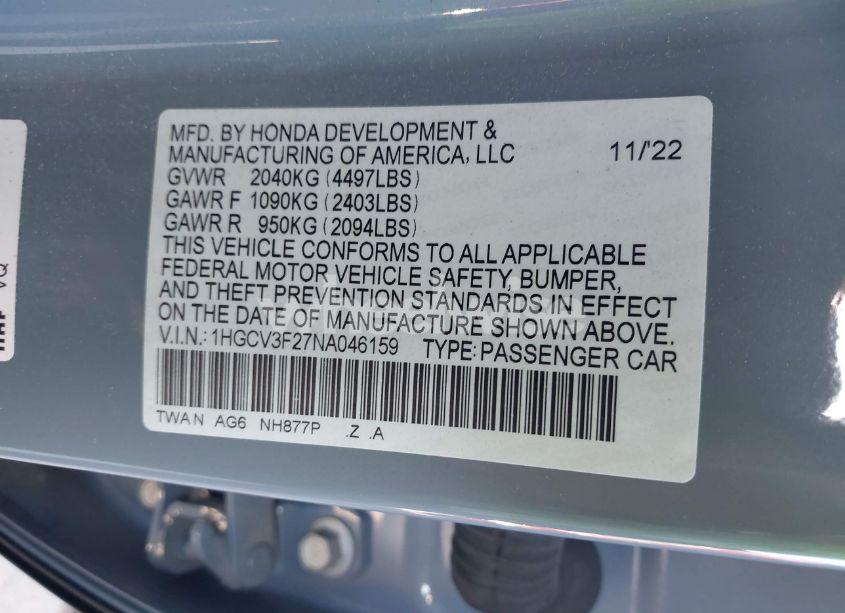 MFD. BY HONDA DEVELOPMENT &
MANUFACTURING OF AMERICA, LLC 11/'22
GVWR 2040KG (4497LBS)
GAWR F 1090KG (2403LBS)
GAWR R 950KG (2094LBS)
THIS VEHICLE CONFORMS TO ALL APPLICABLE
FEDERAL MOTOR VEHICLE SAFETY, BUMPER,
AND THEFT PREVENTION STANDARDS IN EFFECT
ON THE DATE OF MANUFACTURE SHOWN ABOVE.
V.I.N.: 1HGCV3F27NA046159 TYPE: PASSENGER CAR
TWAN AG6 NH877P .Z .A
VQ